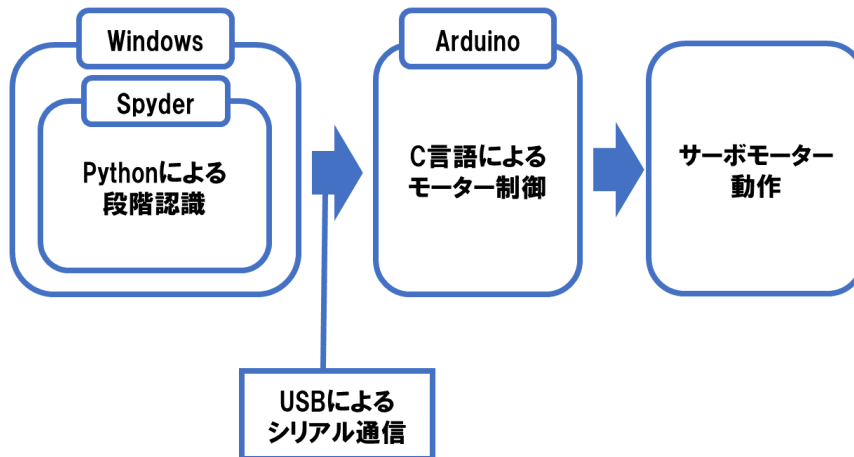 Windows
Spyder
Pythonによる
段階認識
Arduino
C言語による
モーター制御
サーボモーター
動作
USBによる
シリアル通信